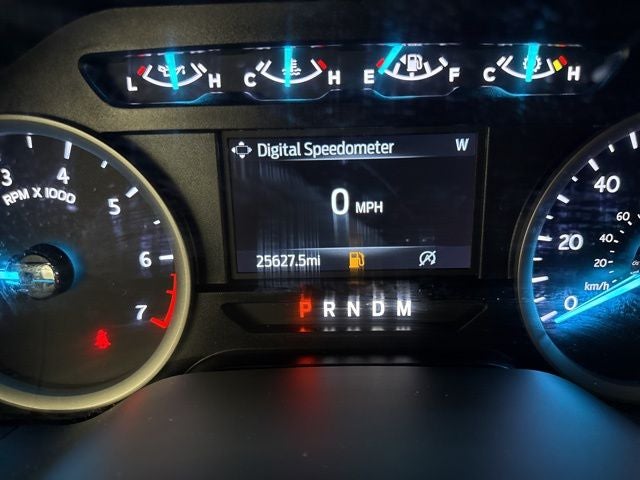 L H C H E F C H
Digital Speedometer W
0 MPH
25627.5mi
P R N D M
3 4 5 6 7
RPM X 1000
40 20 0
60 40 20
km/h